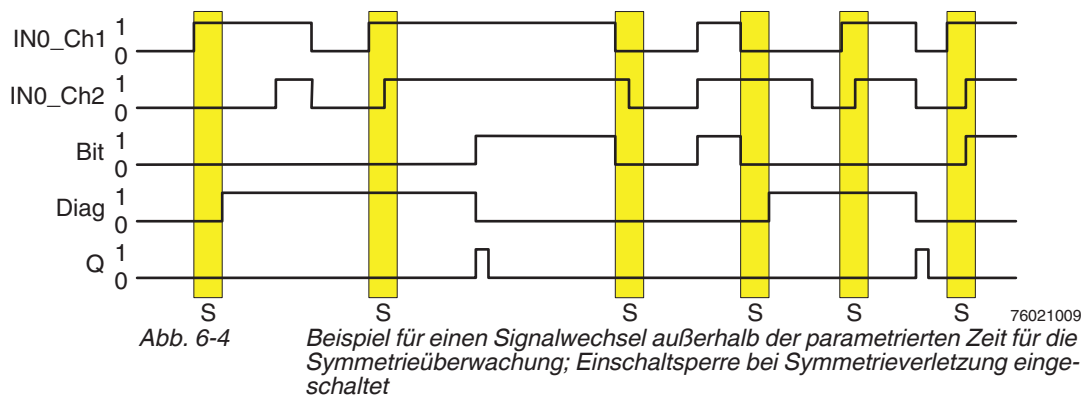 IN0_Ch1 1
0
IN0_Ch2 1
0
Bit 1
0
Diag 1
0
Q 1
0
S S S S S S 76021009
Abb. 6-4 Beispiel für einen Signalwechsel außerhalb der parametrierten Zeit für die
Symmetrieüberwachung; Einschaltsperre bei Symmetrieverletzung einge-
schaltet